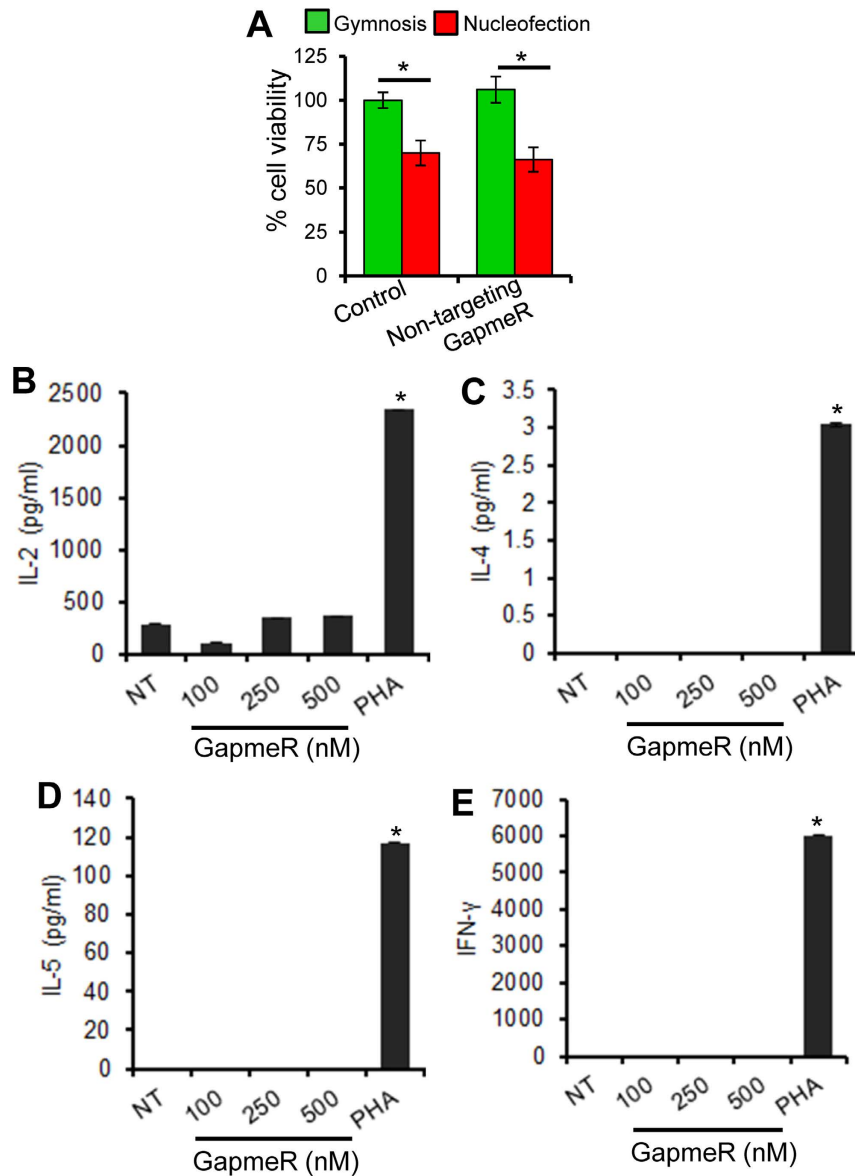 A
Gymnosis Nucleofection
% cell viability
125
100
75
50
25
0
* *
Control
Non-targeting
GapmeR
B
IL-2 (pg/ml)
2500
2000
1500
1000
500
0
*
NT 100 250 500 PHA
GapmeR (nM)
C
IL-4 (pg/ml)
3.5
3
2.5
2
1.5
1
0.5
0
*
NT 100 250 500 PHA
GapmeR (nM)
D
IL-5 (pg/ml)
140
120
100
80
60
40
20
0
*
NT 100 250 500 PHA
GapmeR (nM)
E
IFN-γ
7000
6000
5000
4000
3000
2000
1000
0
*
NT 100 250 500 PHA
GapmeR (nM)